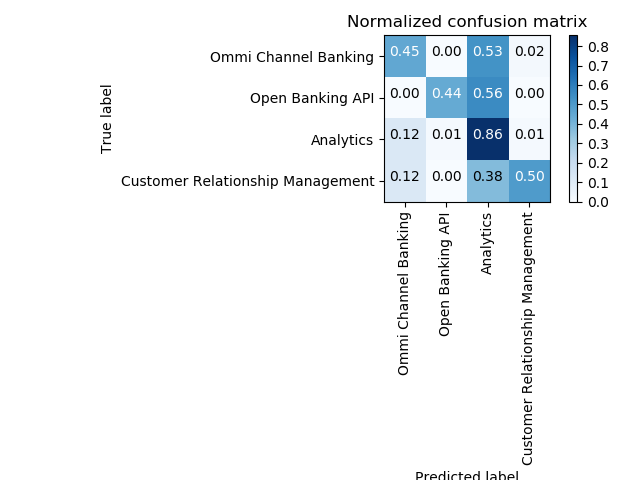 Normalized confusion matrix
True label
Ommi Channel Banking
0.45 0.00 0.53 0.02
Open Banking API
0.00 0.44 0.56 0.00
Analytics
0.12 0.01 0.86 0.01
Customer Relationship Management
0.12 0.00 0.38 0.50
0.8
0.7
0.6
0.5
0.4
0.3
0.2
0.1
0.0
Ommi Channel Banking
Open Banking API
Analytics
Customer Relationship Management
Predicted label